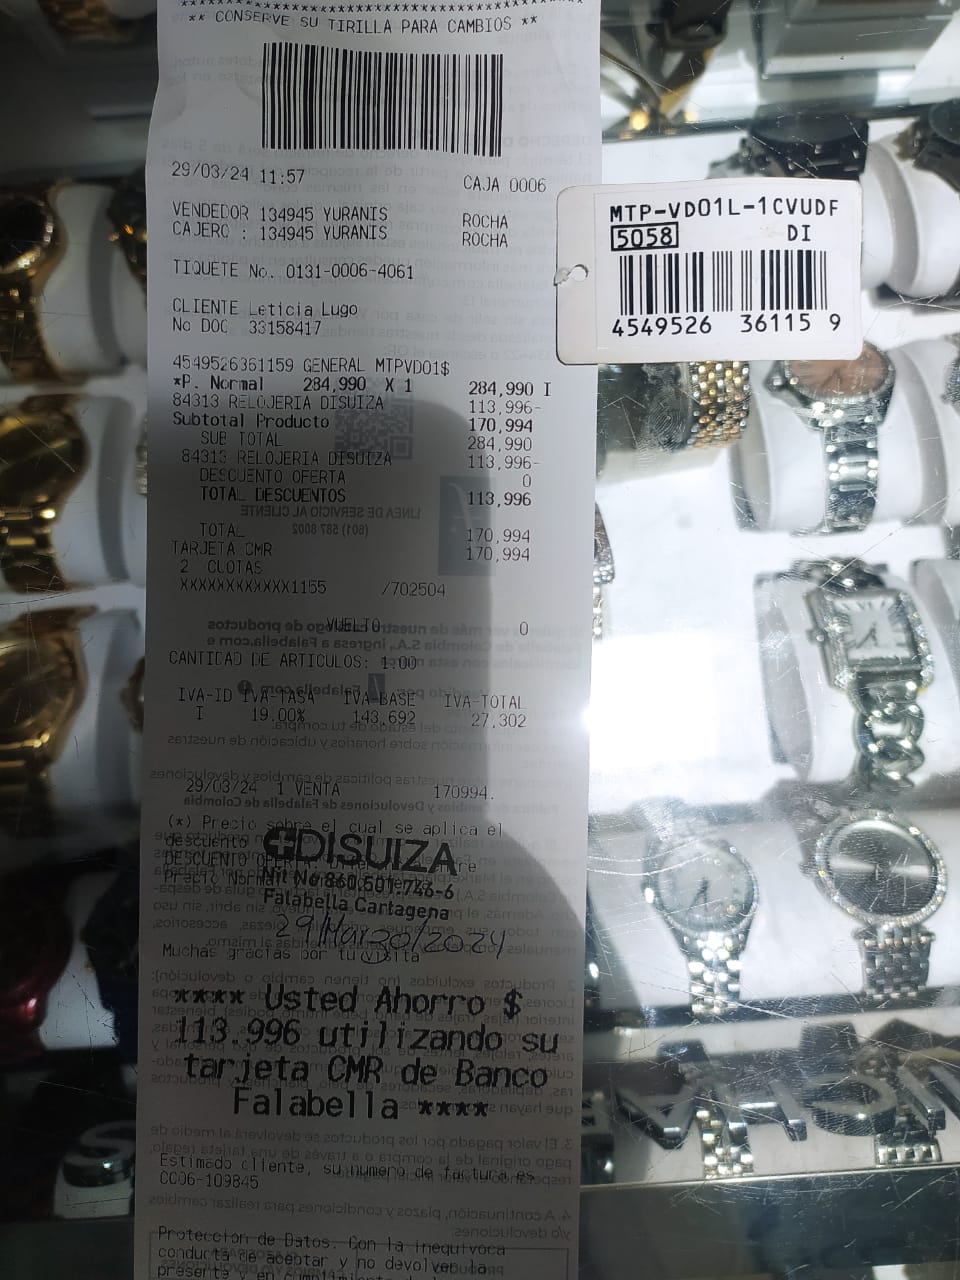 ** CONSERVE SU TIRILLA PARA CAMBIOS **
29/03/24 11:57 CAJA 0006
VENDEDOR 134945 YURANIS ROCHA
CAJERO : 134945 YURANIS ROCHA
TIQUETE No. 0131-0006-4061
CLIENTE Leticia Lugo
No DOC 33158417
4549526361159 GENERAL MTPVD01$
*P. Normal 284,990 X 1 284,990 I
84313 RELOJERIA DISUIZA 113,996-
Subtotal Producto 170,994
SUB TOTAL 284,990
84313 RELOJERIA DISUIZA 113,996-
DESCUENTO OFERTA 0
TOTAL DESCUENTOS 113,996
TOTAL 170,994
TARJETA CMR 170,994
2 CUOTAS
XXXXXXXXXXXX1155 /702504
VUELTO 0
CANTIDAD DE ARTICULOS: 1.00
IVA-ID IVA-TASA IVA-BASE IVA-TOTAL
I 19.00% 143,692 27,302
29/03/24 1 VENTA 170994.
(*) Precio sobre el cual se aplica el
descuento
DISUIZA
Nit No 860.501.746-6
Precio Normal
Falabella Cartagena
29/Marzo/2024
Muchas gracias por tu visita
**** Usted Ahorro $
113.996 utilizando su
tarjeta CMR de Banco
Falabella ****
Estimado cliente, su numero de factura es
CO06-109845
Proteccion de Datos. Con la inequivoca
conducta de aceptar y no devolver la
presente y en cumplimiento de
MTP-VD01L-1CVUDF
5058 DI
4549526 36115 9